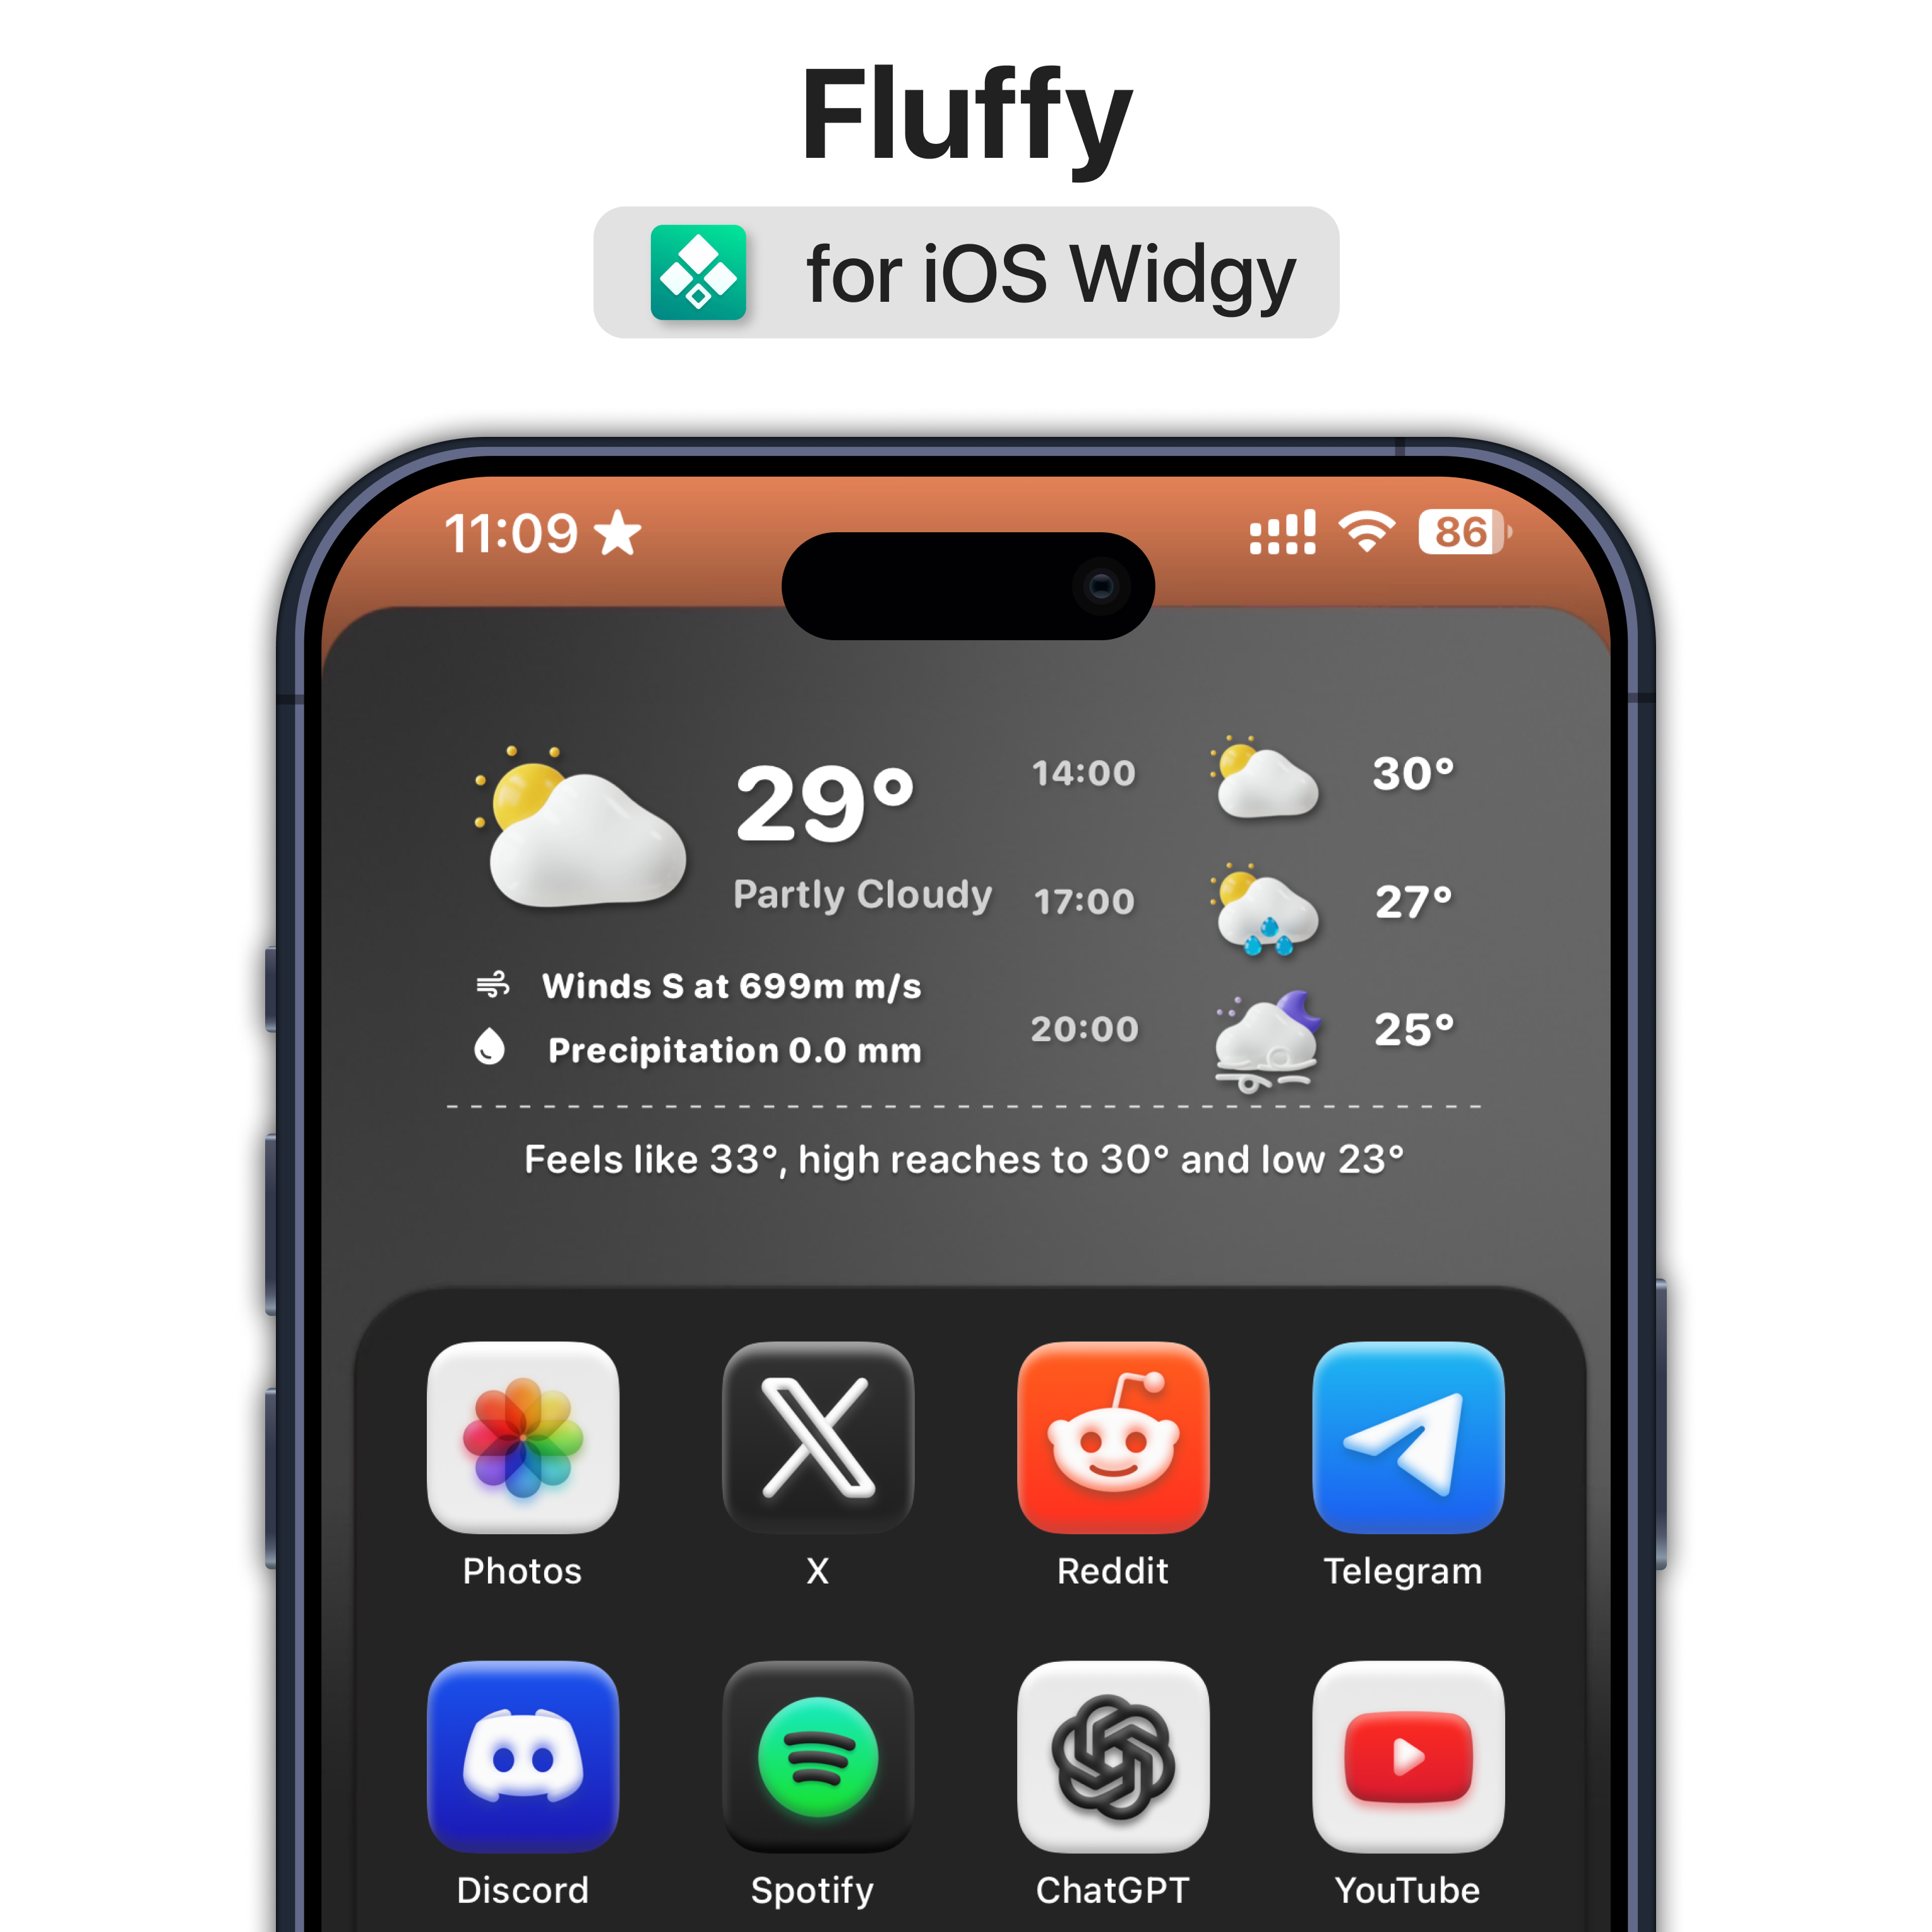 Fluffy
for iOS Widgy
11:09
86
29°
Partly Cloudy
Winds S at 699m m/s
Precipitation 0.0 mm
14:00 30°
17:00 27°
20:00 25°
Feels like 33°, high reaches to 30° and low 23°
Photos X Reddit Telegram
Discord Spotify ChatGPT YouTube